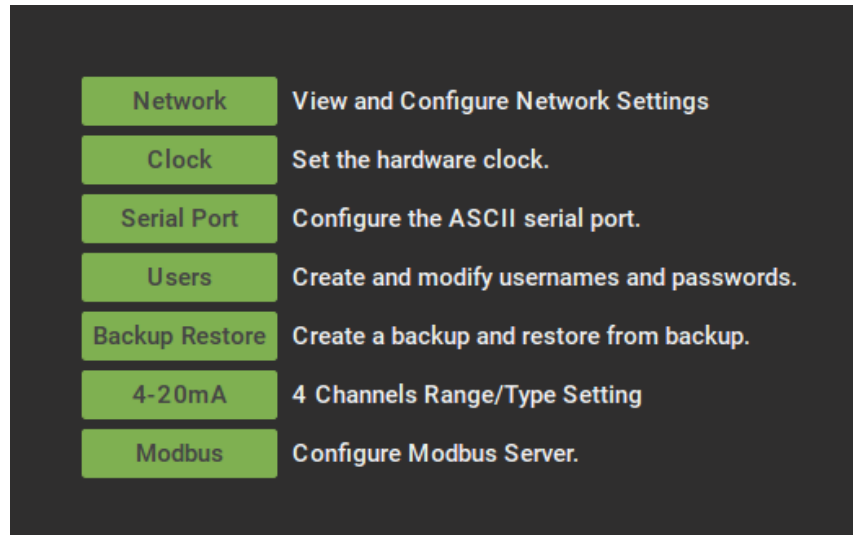 Network View and Configure Network Settings
Clock Set the hardware clock.
Serial Port Configure the ASCII serial port.
Users Create and modify usernames and passwords.
Backup Restore Create a backup and restore from backup.
4-20mA 4 Channels Range/Type Setting
Modbus Configure Modbus Server.